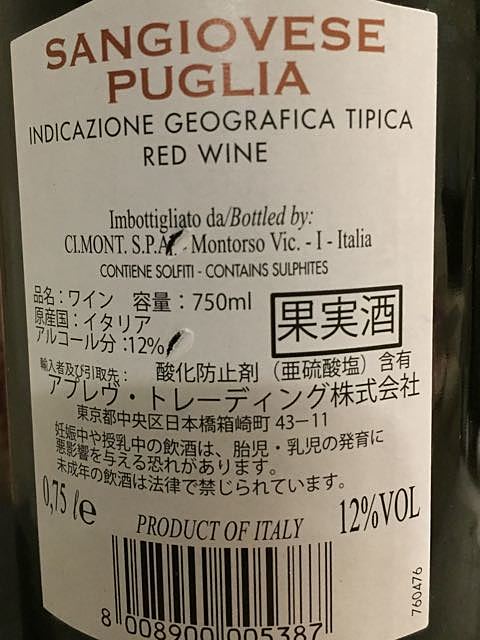 SANGIOVESE
PUGLIA
INDICAZIONE GEOGRAFICA TIPICA
RED WINE
Imbottigliato da/Bottled by:
CI.MONT. S.P.A. Montorso Vic. - I - Italia
CONTIENE SOLFITI - CONTAINS SULPHITES
品名：ワイン 容量：750ml
原産国：イタリア
アルコール分：12%
果実酒
輸入者及び引取先： 酸化防止剤（亜硫酸塩）含有
アプレヴ・トレーディング株式会社
東京都中央区日本橋箱崎町 43－11
妊娠中や授乳中の飲酒は、胎児・乳児の発育に
悪影響を与える恐れがあります。
未成年の飲酒は法律で禁じられています。
0,75 ℓe
PRODUCT OF ITALY
12%VOL
760476
8 008900 005387